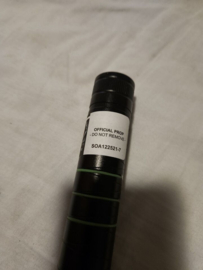 OFFICIAL PROP
DO NOT REMOVE
SDA122521-7